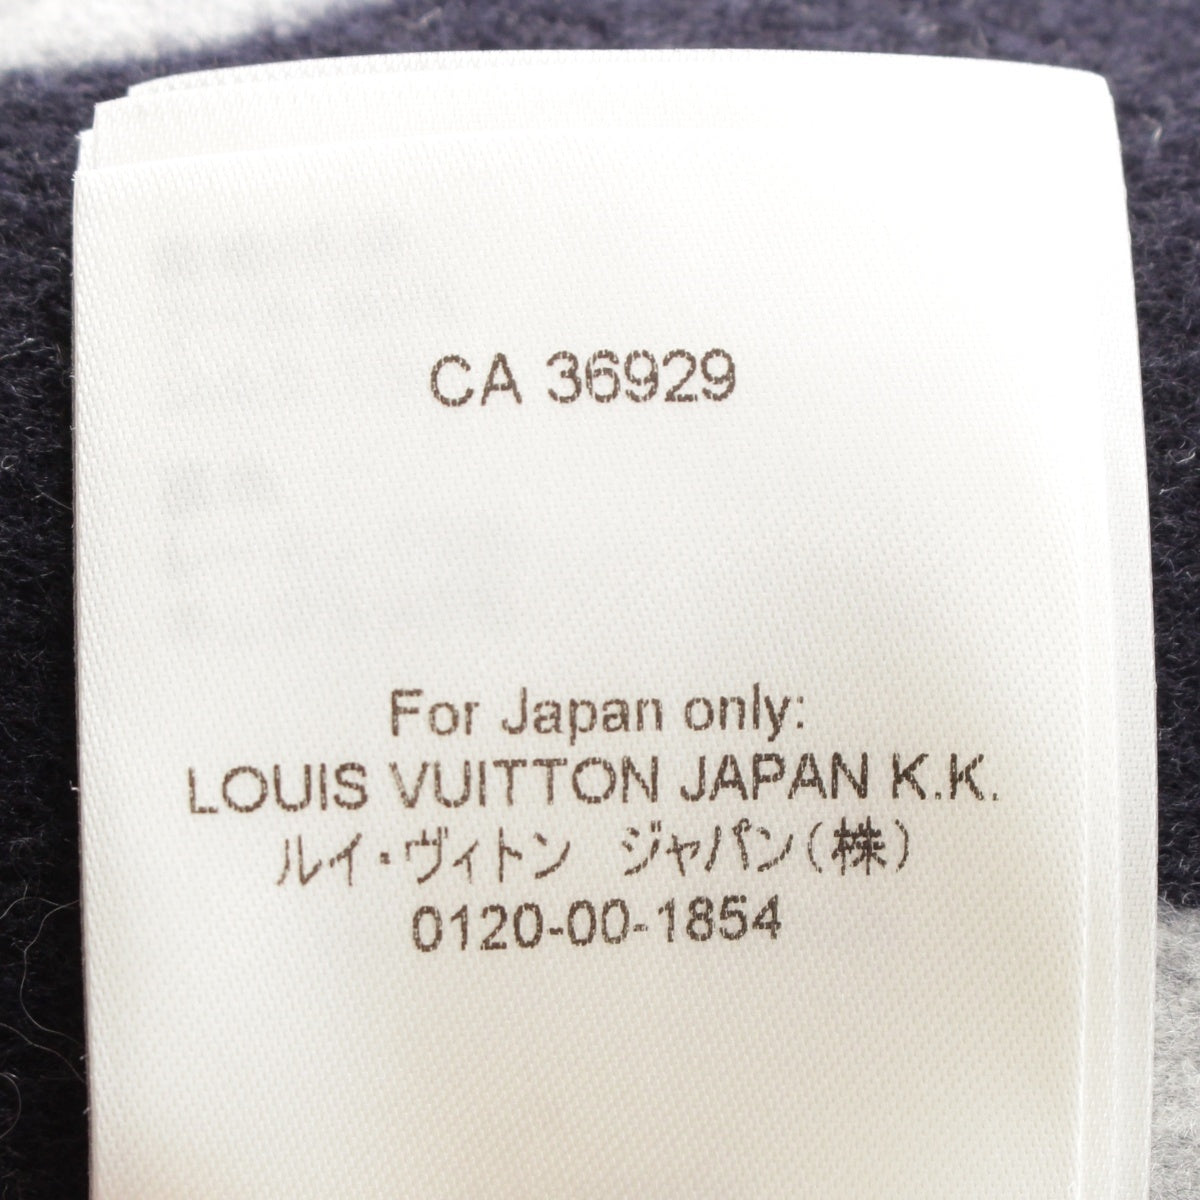 CA 36929
For Japan only:
LOUIS VUITTON JAPAN K.K.
ルイ・ヴィトン ジャパン(株)
0120-00-1854